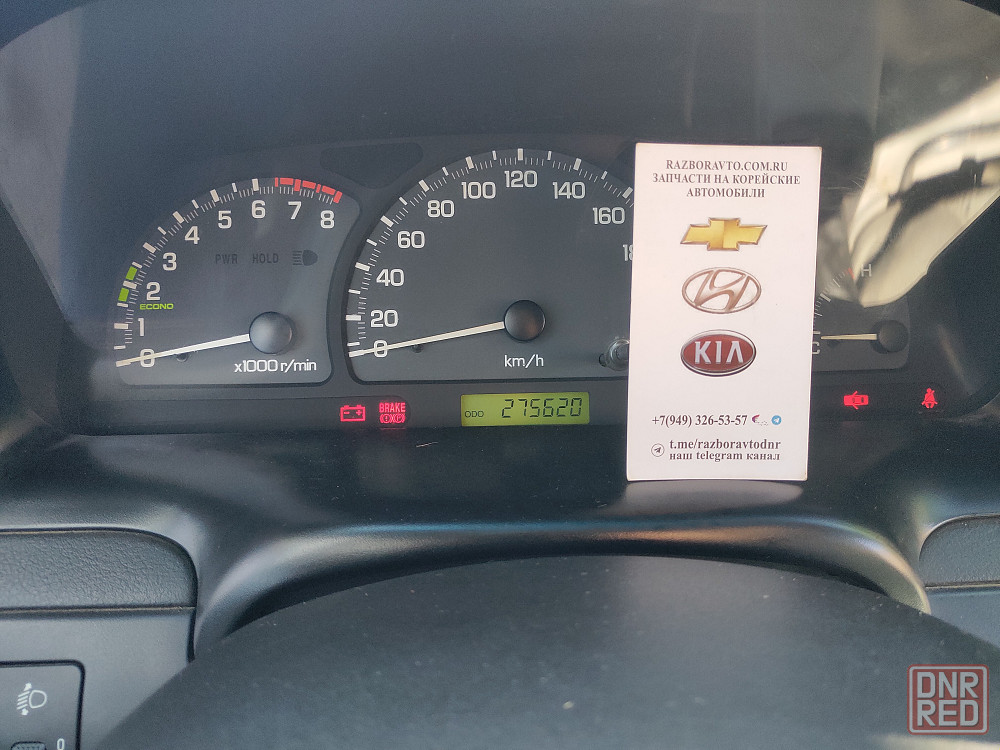 RAZBORAVTO.COM.RU
ЗАПЧАСТИ НА КОРЕЙСКИЕ
АВТОМОБИЛИ
KIA
+7(949) 326-53-57
t.me/razboravtodnr
наш telegram канал
0 1 2 3 4 5 6 7 8
PWR HOLD
ECONO
x1000 r/min
0 20 40 60 80 100 120 140 160
km/h
H
C
BRAKE
ODO 275620
0
DNR
RED